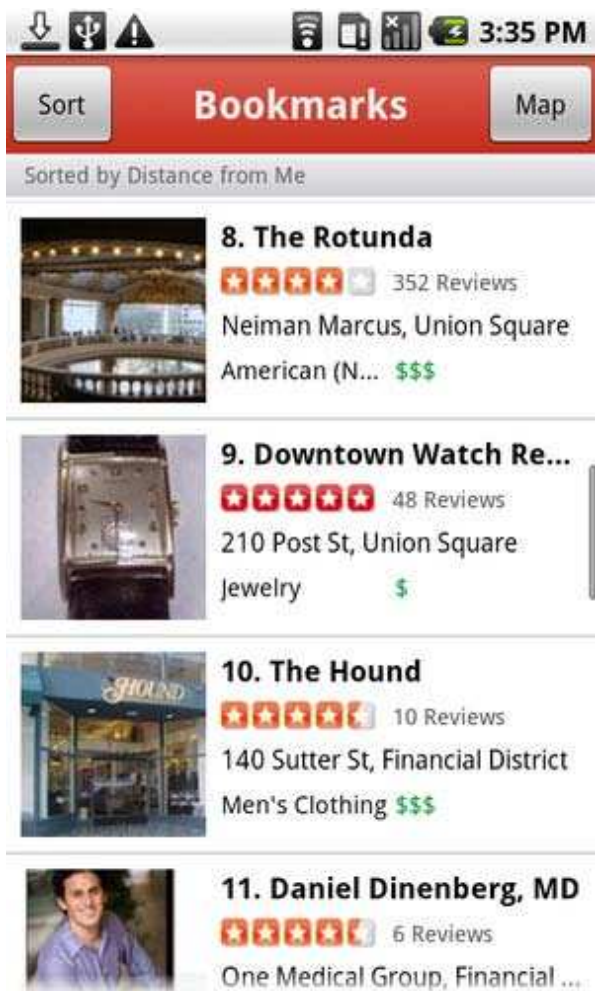 3:35 PM
Sort
Bookmarks
Map
Sorted by Distance from Me
8. The Rotunda
352 Reviews
Neiman Marcus, Union Square
American (N... $$$
9. Downtown Watch Re...
48 Reviews
210 Post St, Union Square
Jewelry $
HOUND
10. The Hound
10 Reviews
140 Sutter St, Financial District
Men's Clothing $$$
11. Daniel Dinenberg, MD
6 Reviews
One Medical Group, Financial ...